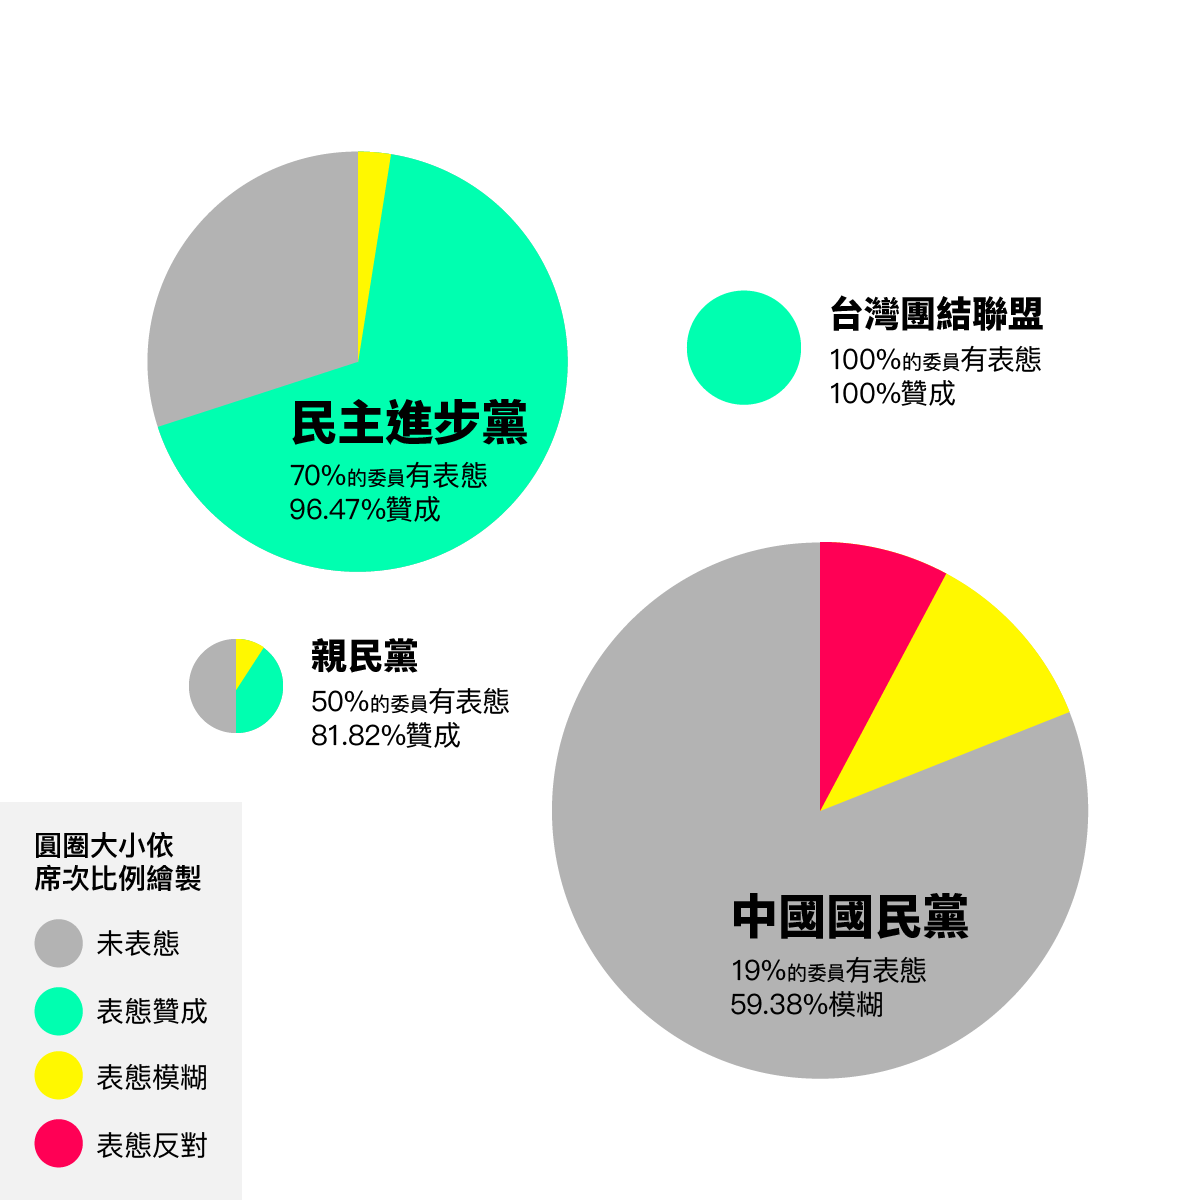 民主進步黨
70%的委員有表態
96.47%贊成
台灣團結聯盟
100%的委員有表態
100%贊成
親民黨
50%的委員有表態
81.82%贊成
中國國民黨
19%的委員有表態
59.38%模糊
圓圈大小依
席次比例繪製
未表態
表態贊成
表態模糊
表態反對